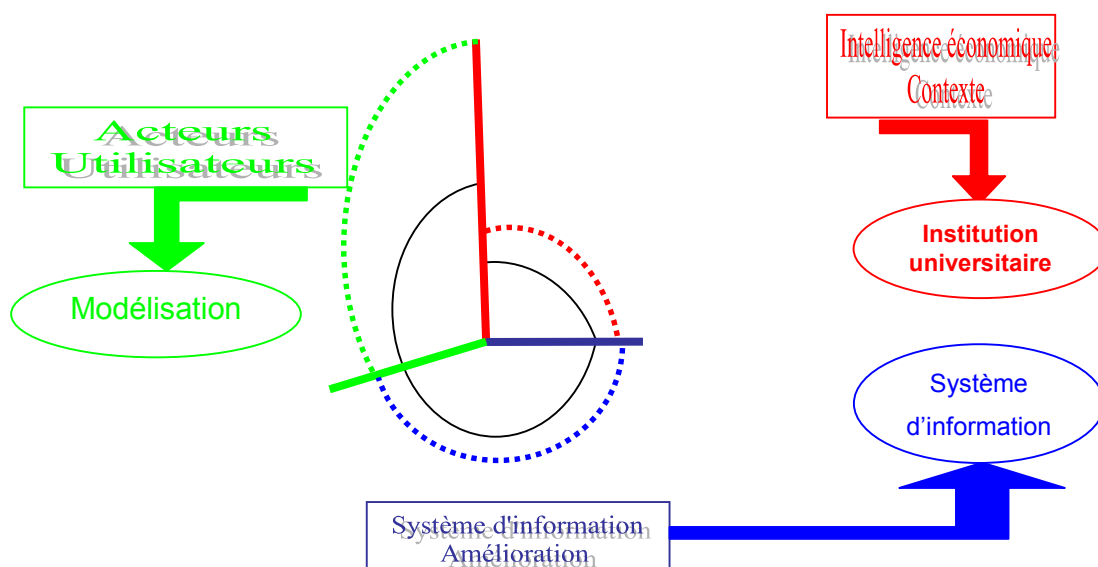 Intelligence économique
Contexte
Acteurs
Utilisateurs
Institution
universitaire
Modélisation
Système
d’information
Système d'information
Amélioration